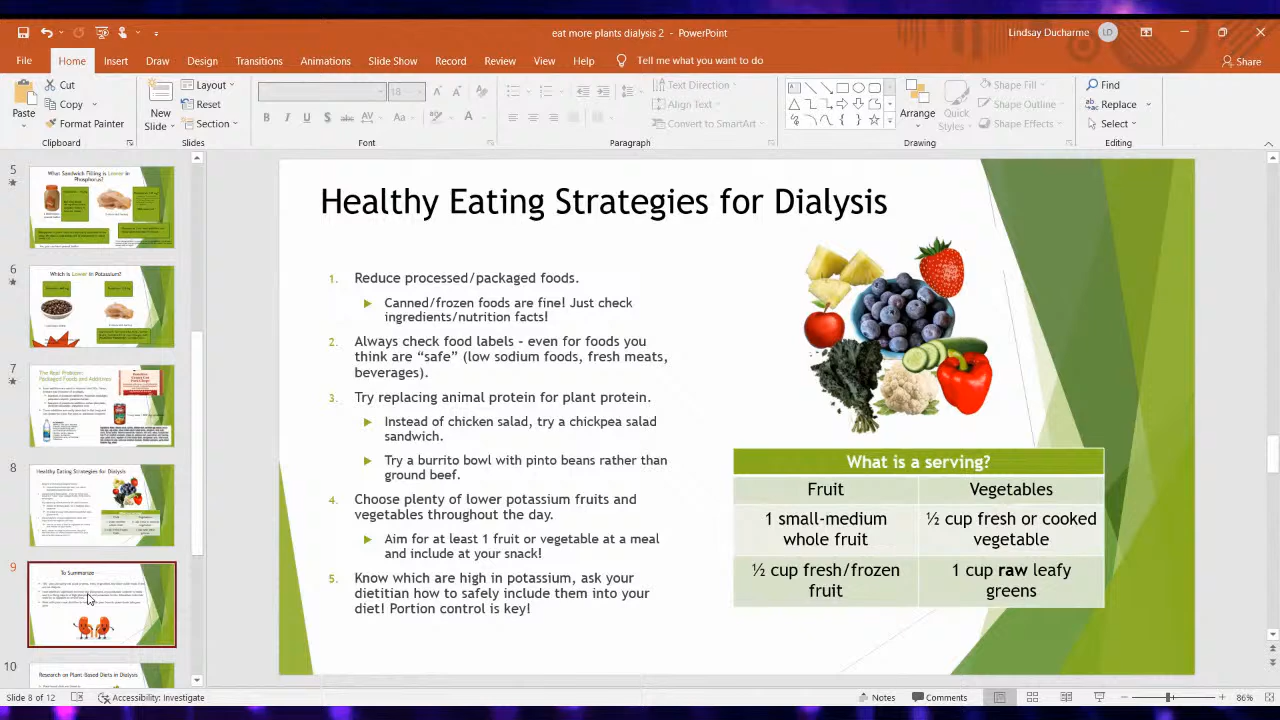 eat more plants dialysis 2 - PowerPoint
Lindsay Ducharme
LD
File Home Insert Draw Design Transitions Animations Slide Show Record Review View Help Tell me what you want to do
Share
Paste
Cut
Copy
Format Painter
Clipboard
New
Slide
Layout
Reset
Section
Slides
18
Font
Text Direction
Align Text
Convert to SmartArt
Paragraph
Arrange
Quick
Styles
Shape Fill
Shape Outline
Shape Effects
Drawing
Find
Replace
Select
Editing
What Sandwich Filling is Lower in
Phosphorus?
6
Which is Lower in Potassium?
The Real Problem:
Packaged Foods and Additives
8
Healthy Eating Strategies for Dialysis
9
To Summarize
10
Research on Plant Based Diets in Dialysis
Healthy Eating Strategies for Dialysis
1. Reduce processed/packaged foods.
Canned/frozen foods are fine! Just check
ingredients/nutrition facts!
2. Always check food labels - even for foods you
think are “safe” (low sodium foods, fresh meats,
beverages).
3. Try replacing animal protein for plant protein.
Instead of chicken salad, try a chickpea salad
sandwich.
Try a burrito bowl with pinto beans rather than
ground beef.
4. Choose plenty of lower potassium fruits and
vegetables throughout the day.
Aim for at least 1 fruit or vegetable at a meal
and include at your snack!
5. Know which are high in potassium, ask your
dietitian how to safely include them into your
diet! Portion control is key!
What is a serving?
Fruit Vegetables
medium
whole fruit
½ cup fresh or cooked
vegetable
½ cup fresh/frozen
fruit
1 cup raw leafy
greens
Slide 8 of 12
Accessibility: Investigate
Notes
Comments
86%